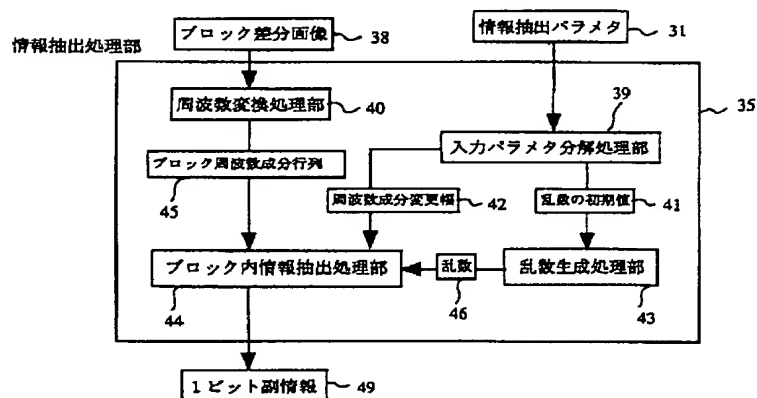 ブロック差分画像
38
情報抽出パラメタ
31
情報抽出処理部
35
周波数変換処理部
40
39
入力パラメタ分解処理部
ブロック周波数成分行列
45
周波数成分変更幅
42
乱数の初期値
41
ブロック内情報抽出処理部
44
乱数
46
乱数生成処理部
43
1ビット副情報
49